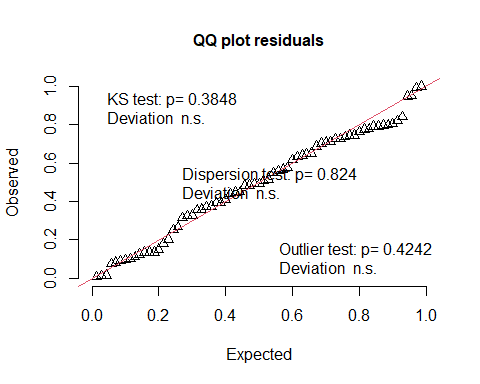 QQ plot residuals
KS test: p= 0.3848
Deviation n.s.
Dispersion test: p= 0.824
Deviation n.s.
Outlier test: p= 0.4242
Deviation n.s.
Observed
0.0 0.2 0.4 0.6 0.8 1.0
0.0 0.2 0.4 0.6 0.8 1.0
Expected